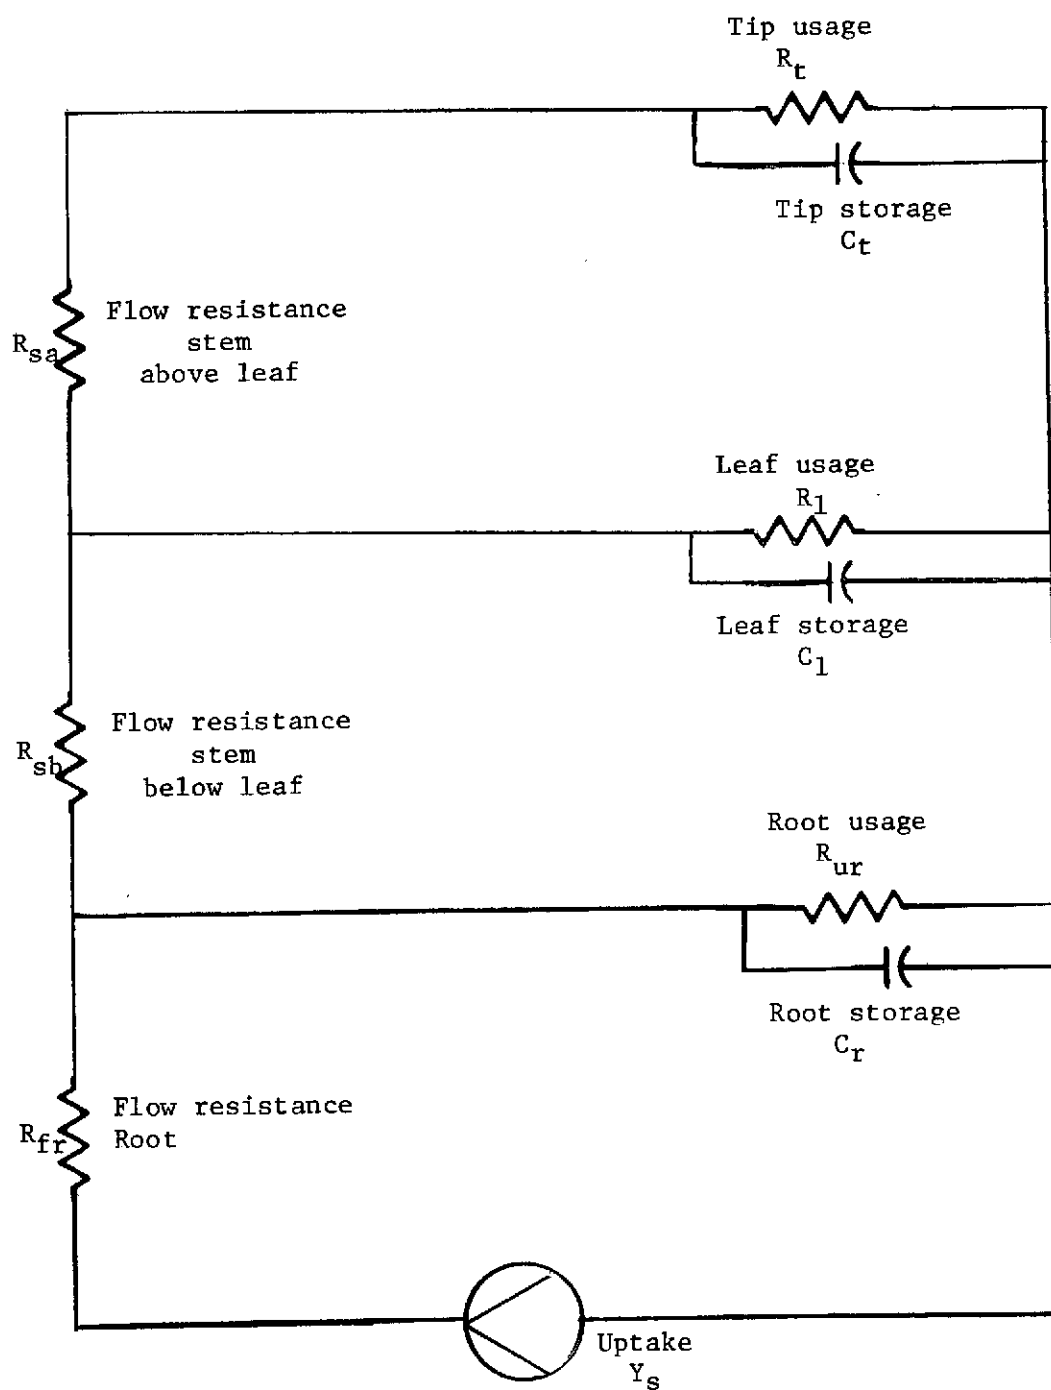 Tip usage
R_t
Tip storage
C_t
R_sa
Flow resistance
stem
above leaf
Leaf usage
R_l
Leaf storage
C_l
R_sb
Flow resistance
stem
below leaf
Root usage
R_ur
Root storage
C_r
R_fr
Flow resistance
Root
Uptake
Y_s